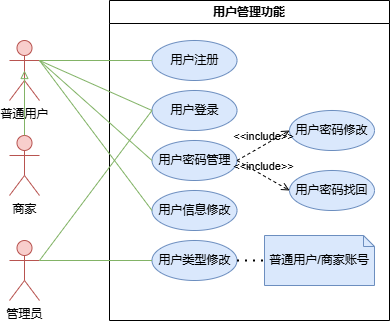 用户管理功能
用户注册
普通用户
用户登录
用户密码修改
<<include>>
用户密码管理
<<include>>
用户密码找回
商家
用户信息修改
用户类型修改
普通用户/商家账号
管理员